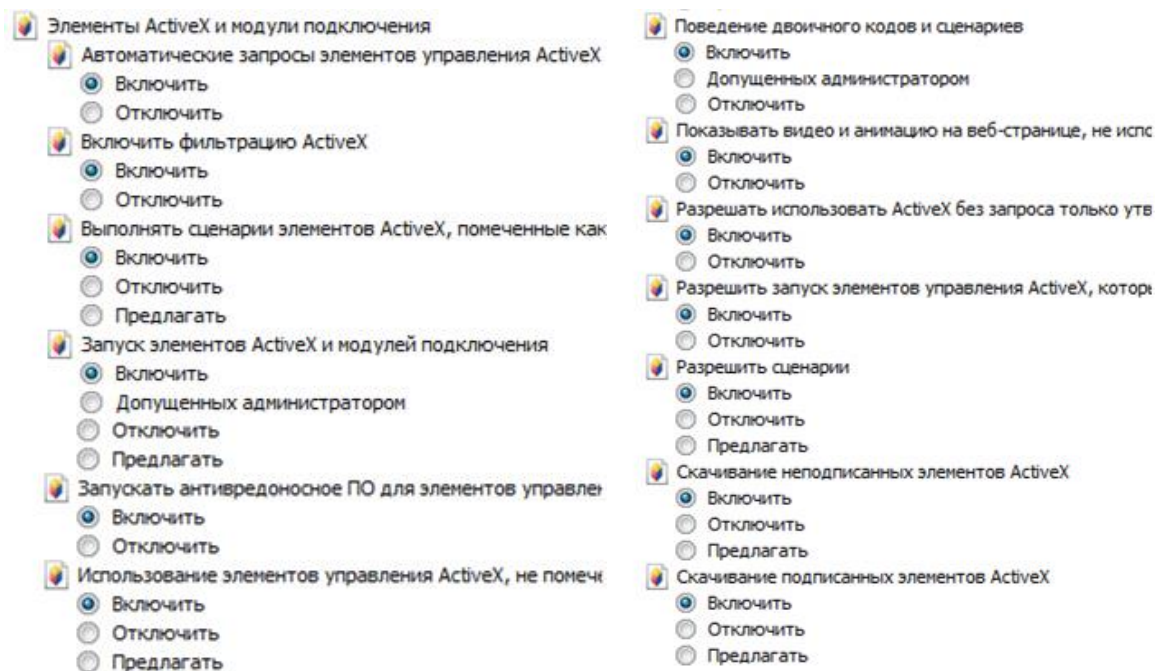 Элементы ActiveX и модули подключения
Автоматические запросы элементов управления ActiveX
Включить
Отключить
Включить фильтрацию ActiveX
Включить
Отключить
Выполнять сценарии элементов ActiveX, помеченные как
Включить
Отключить
Предлагать
Запуск элементов ActiveX и модулей подключения
Включить
Допущенных администратором
Отключить
Предлагать
Запускать антивредоносное ПО для элементов управлен
Включить
Отключить
Использование элементов управления ActiveX, не помече
Включить
Отключить
Предлагать
Поведение двоичного кодов и сценариев
Включить
Допущенных администратором
Отключить
Показывать видео и анимацию на веб-странице, не испо
Включить
Отключить
Разрешать использовать ActiveX без запроса только утв
Включить
Отключить
Разрешить запуск элементов управления ActiveX, которы
Включить
Отключить
Разрешить сценарии
Включить
Отключить
Предлагать
Скачивание неподписанных элементов ActiveX
Включить
Отключить
Предлагать
Скачивание подписанных элементов ActiveX
Включить
Отключить
Предлагать